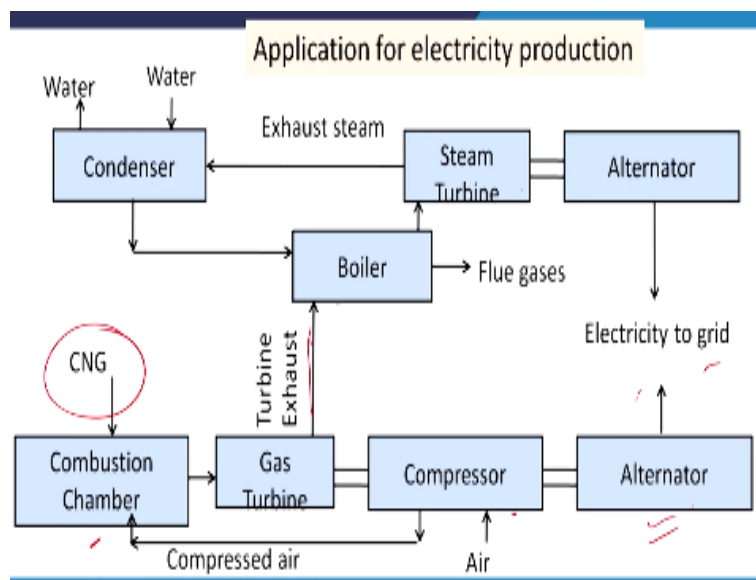 Application for electricity production
Water
Water
Exhaust steam
Condenser
Steam
Turbine
Alternator
Boiler
Flue gases
Electricity to grid
CNG
Turbine
Exhaust
Combustion
Chamber
Gas
Turbine
Compressor
Alternator
Compressed air
Air